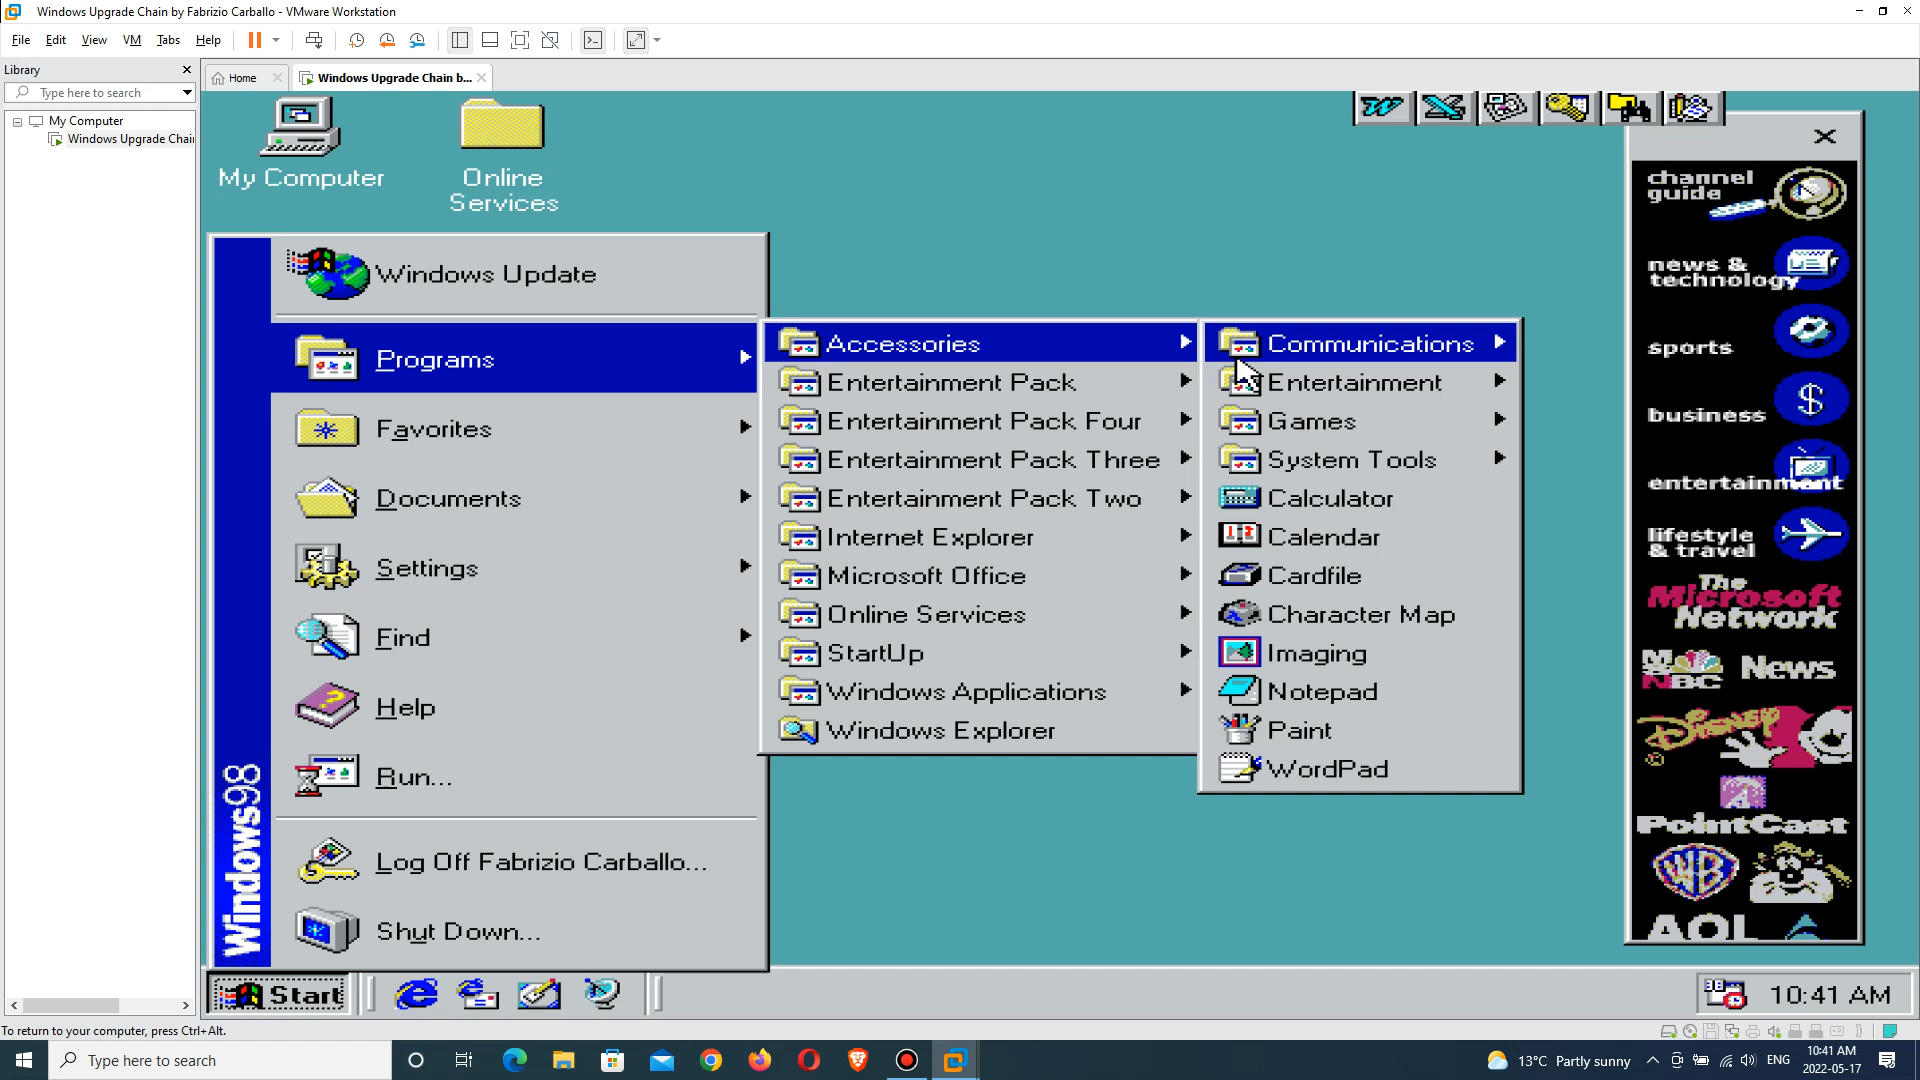 Windows Upgrade Chain by Fabrizio Carballo - VMware Workstation
File Edit View VM Tabs Help
Library
Home
Windows Upgrade Chain b...
Type here to search
My Computer
Windows Upgrade Chai
My Computer
Online
Services
Windows Update
Programs
Favorites
Documents
Settings
Find
Help
Run...
Log Off Fabrizio Carballo...
Shut Down...
Windows98
Accessories
Entertainment Pack
Entertainment Pack Four
Entertainment Pack Three
Entertainment Pack Two
Internet Explorer
Microsoft Office
Online Services
StartUp
Windows Applications
Windows Explorer
Communications
Entertainment
Games
System Tools
Calculator
Calendar
Cardfile
Character Map
Imaging
Notepad
Paint
WordPad
channel
guide
news &
technology
sports
business
entertainment
lifestyle
& travel
The
Microsoft
Network
MSNBC News
Disney
©
PointCast
WB
AOL
Start
10:41 AM
To return to your computer, press Ctrl+Alt.
Type here to search
13°C Partly sunny
ENG
10:41 AM
2022-05-17